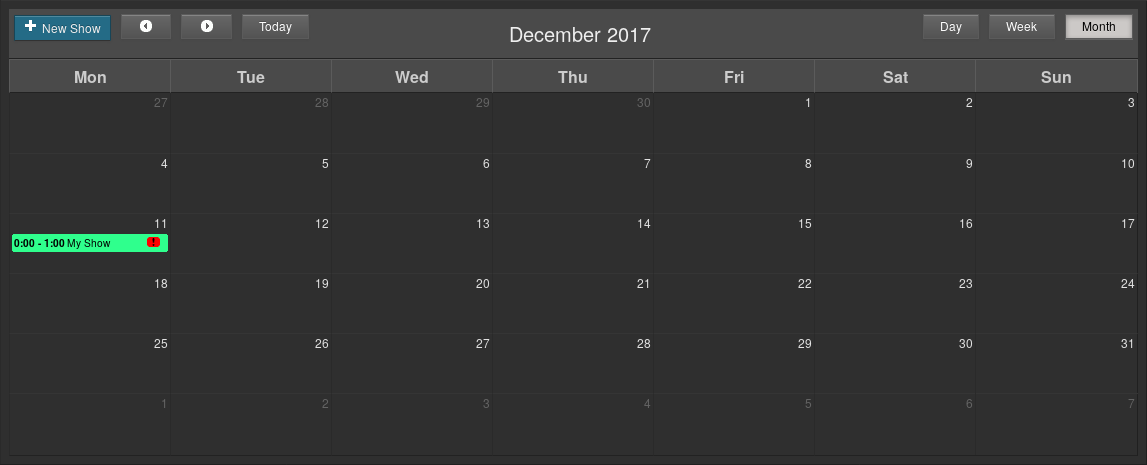 New Show Today December 2017 Day Week Month
Mon Tue Wed Thu Fri Sat Sun
27 28 29 30 1 2 3
4 5 6 7 8 9 10
11 12 13 14 15 16 17
0:00 - 1:00 My Show !
18 19 20 21 22 23 24
25 26 27 28 29 30 31
1 2 3 4 5 6 7